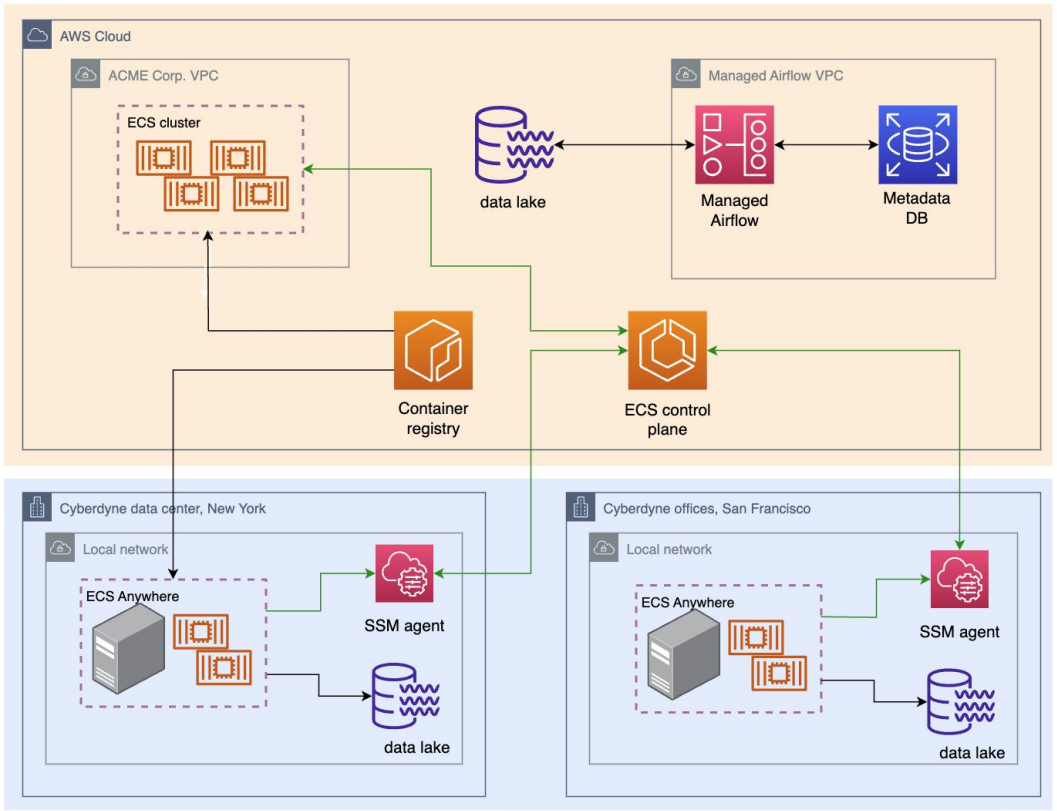 AWS Cloud
ACME Corp. VPC
Managed Airflow VPC
ECS cluster
data lake
Managed
Airflow
Metadata
DB
Container
registry
ECS control
plane
Cyberdyne data center, New York
Cyberdyne offices, San Francisco
Local network
Local network
ECS Anywhere
SSM agent
data lake
ECS Anywhere
SSM agent
data lake